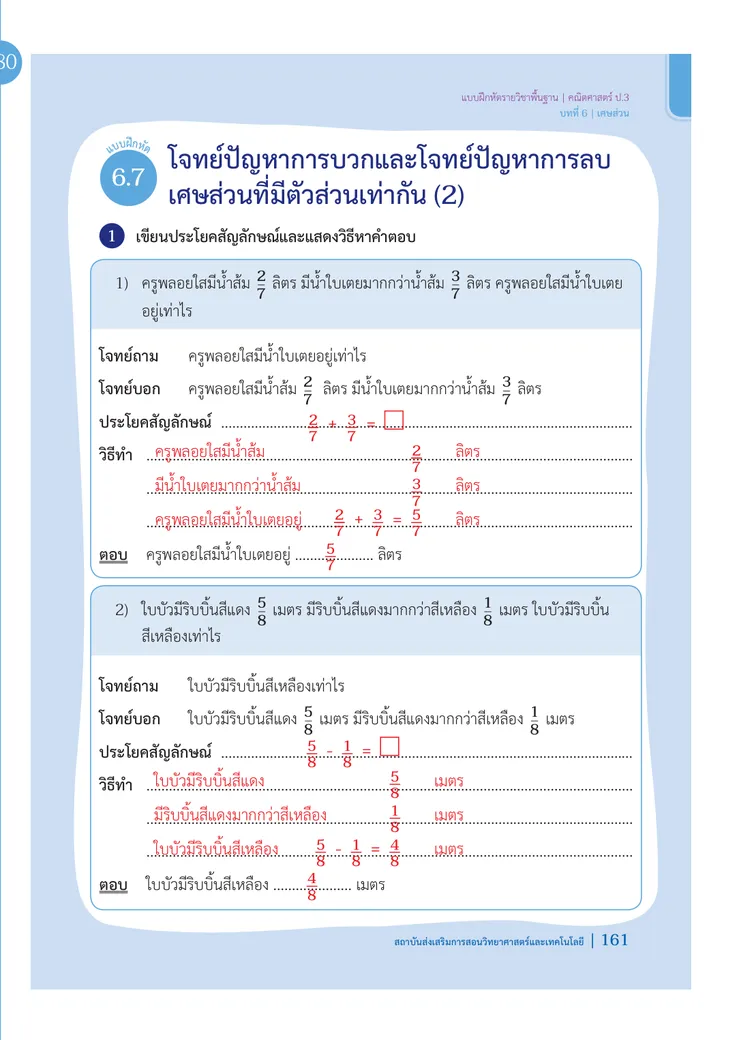 80
แบบฝึกหัดรายวิชาพื้นฐาน | คณิตศาสตร์ ป.3
บทที่ 6 | เศษส่วน
แบบฝึกหัด
6.7
โจทย์ปัญหาการบวกและโจทย์ปัญหาการลบ
เศษส่วนที่มีตัวส่วนเท่ากัน (2)
1 เขียนประโยคสัญลักษณ์และแสดงวิธีหาคำตอบ
1) ครูพลอยใสมีน้ำส้ม 2/7 ลิตร มีน้ำใบเตยมากกว่าน้ำส้ม 3/7 ลิตร ครูพลอยใสมีน้ำใบเตย
อยู่เท่าไร
โจทย์ถาม ครูพลอยใสมีน้ำใบเตยอยู่เท่าไร
โจทย์บอก ครูพลอยใสมีน้ำส้ม 2/7 ลิตร มีน้ำใบเตยมากกว่าน้ำส้ม 3/7 ลิตร
ประโยคสัญลักษณ์ 2/7 + 3/7 = □
วิธีทำ ครูพลอยใสมีน้ำส้ม 2/7 ลิตร
มีน้ำใบเตยมากกว่าน้ำส้ม 3/7 ลิตร
ครูพลอยใสมีน้ำใบเตยอยู่ 2/7 + 3/7 = 5/7 ลิตร
ตอบ ครูพลอยใสมีน้ำใบเตยอยู่ 5/7 ลิตร
2) ใบบัวมีริบบิ้นสีแดง 5/8 เมตร มีริบบิ้นสีแดงมากกว่าสีเหลือง 1/8 เมตร ใบบัวมีริบบิ้น
สีเหลืองเท่าไร
โจทย์ถาม ใบบัวมีริบบิ้นสีเหลืองเท่าไร
โจทย์บอก ใบบัวมีริบบิ้นสีแดง 5/8 เมตร มีริบบิ้นสีแดงมากกว่าสีเหลือง 1/8 เมตร
ประโยคสัญลักษณ์ 5/8 - 1/8 = □
วิธีทำ ใบบัวมีริบบิ้นสีแดง 5/8 เมตร
มีริบบิ้นสีแดงมากกว่าสีเหลือง 1/8 เมตร
ใบบัวมีริบบิ้นสีเหลือง 5/8 - 1/8 = 4/8 เมตร
ตอบ ใบบัวมีริบบิ้นสีเหลือง 4/8 เมตร
สถาบันส่งเสริมการสอนวิทยาศาสตร์และเทคโนโลยี | 161